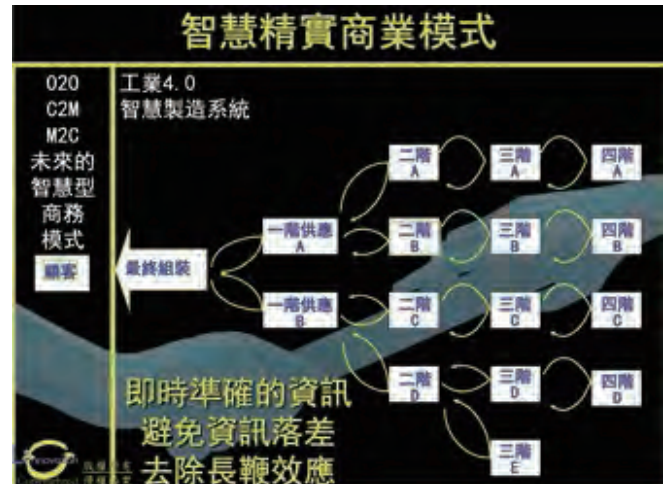 智慧精實商業模式
O2O
C2M
M2C
未來的
智慧型
商務
模式
顧客
工業4.0
智慧製造系統
最終組裝
一階供應
A
一階供應
B
二階
A
二階
B
二階
C
二階
D
三階
A
三階
B
三階
C
三階
D
三階
E
四階
A
四階
B
四階
C
四階
D
即時準確的資訊
避免資訊落差
去除長鞭效應